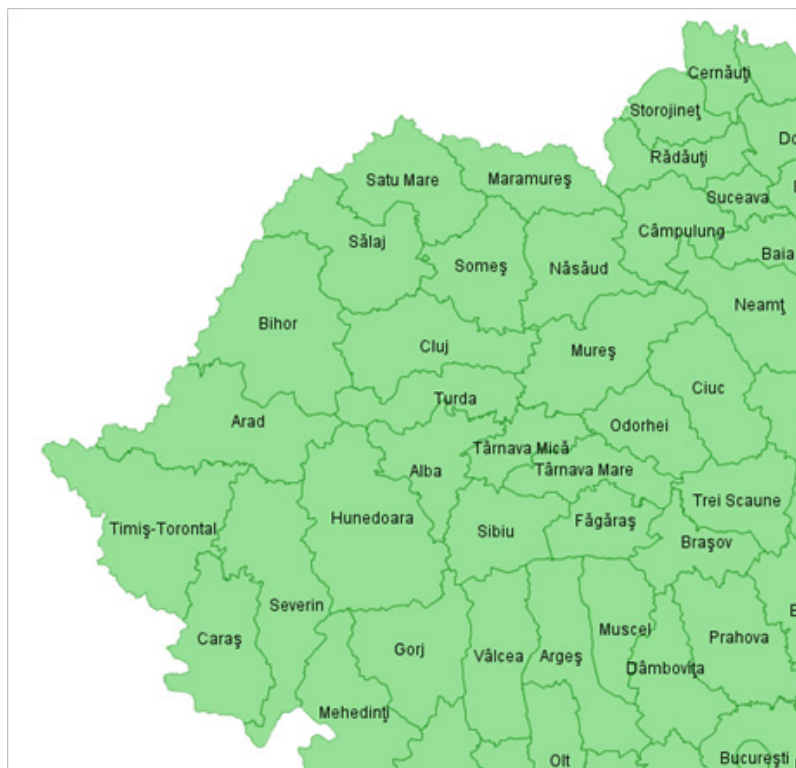 Cernăuţi
Storojineţ
Do
Rădăuţi
Satu Mare
Maramureş
Suceava
Câmpulung
Sălaj
Baia
Someş
Năsăud
Neamţ
Bihor
Cluj
Mureş
Ciuc
Turda
Arad
Odorhei
Târnava Mică
Alba
Târnava Mare
Trei Scaune
Hunedoara
Făgăraş
Timiş-Torontal
Sibiu
Braşov
Severin
Muscel
Caraş
Prahova
Gorj
Vâlcea
Argeş
Dâmboviţa
Mehedinţi
Olt
Bucureşti